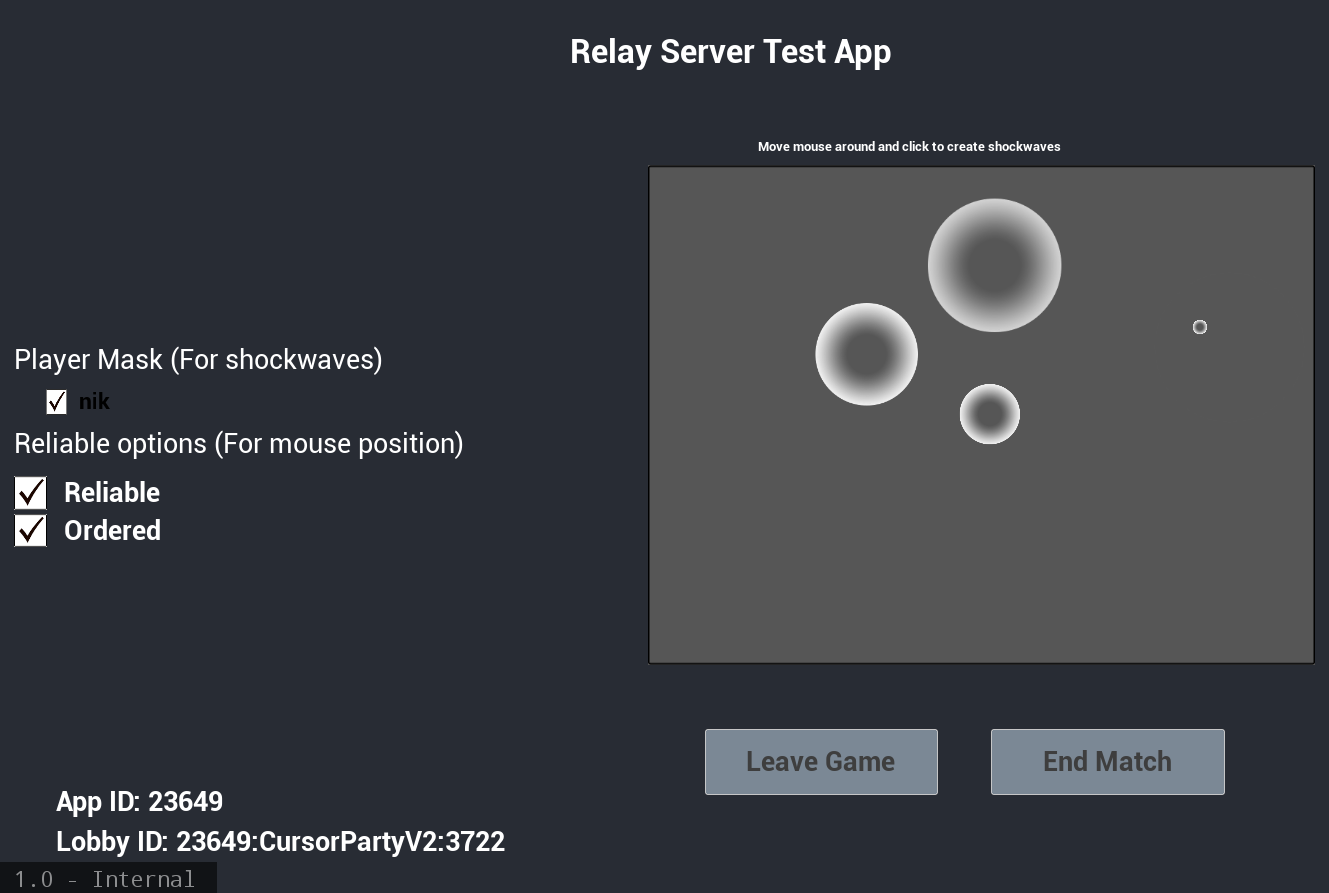 Relay Server Test App
Move mouse around and click to create shockwaves
Player Mask (For shockwaves)
nik
Reliable options (For mouse position)
Reliable
Ordered
Leave Game
End Match
App ID: 23649
Lobby ID: 23649:CursorPartyV2:3722
1.0 - Internal